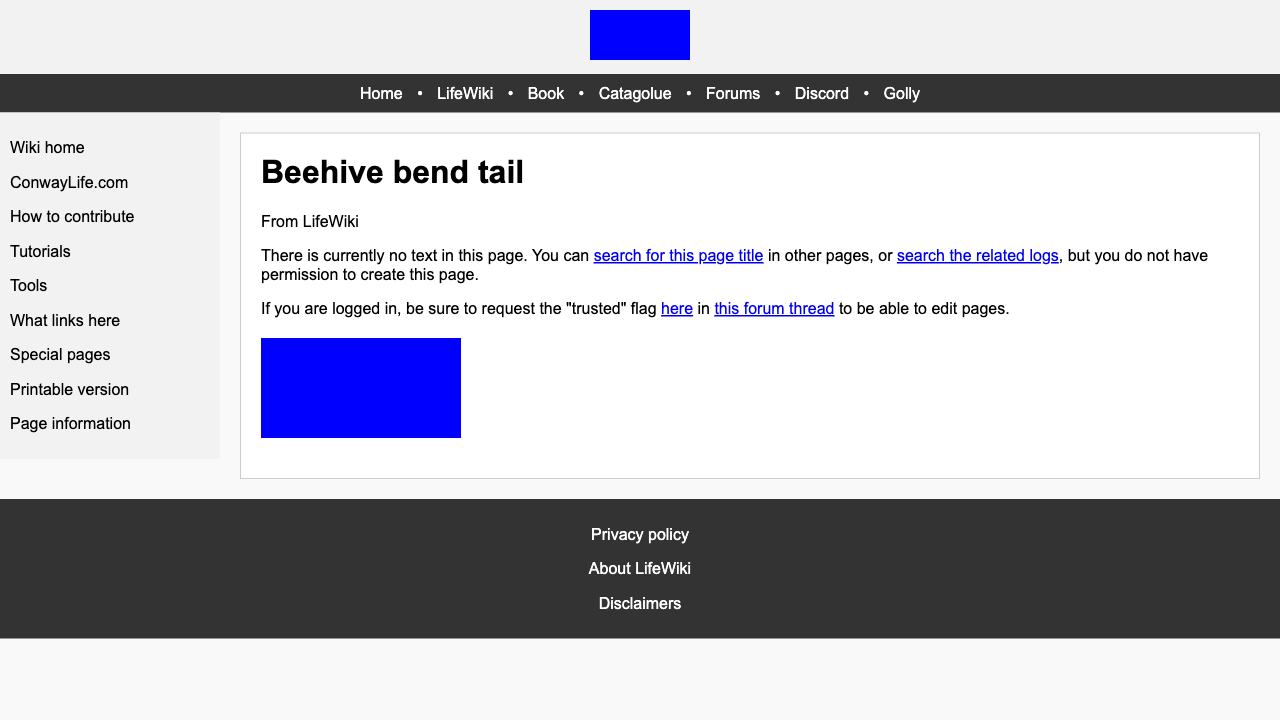 Home • LifeWiki • Book • Catagolue • Forums • Discord • Golly
Wiki home
ConwayLife.com
How to contribute
Tutorials
Tools
What links here
Special pages
Printable version
Page information
Beehive bend tail
From LifeWiki
There is currently no text in this page. You can search for this page title in other pages, or search the related logs, but you do not have
permission to create this page.
If you are logged in, be sure to request the "trusted" flag here in this forum thread to be able to edit pages.
Privacy policy
About LifeWiki
Disclaimers